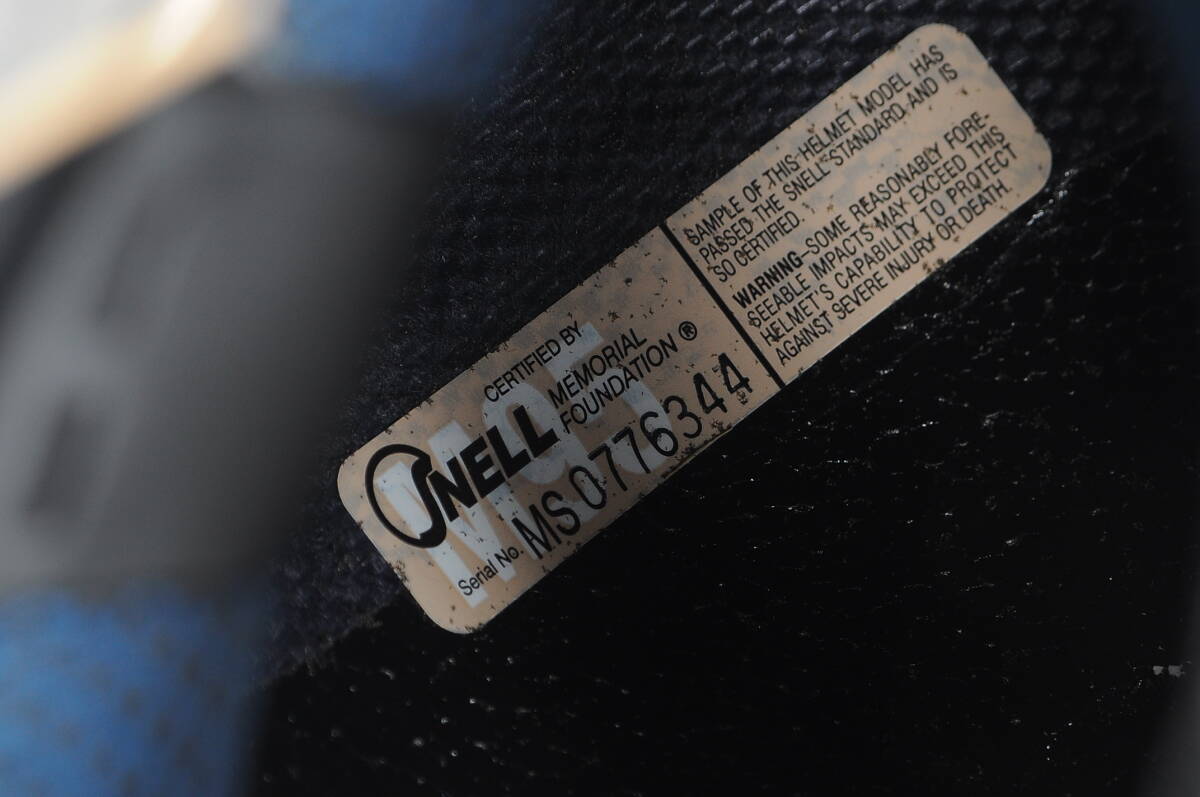 CERTIFIED BY
SNELL MEMORIAL
FOUNDATION ®
Serial No. MS0776344
SAMPLE OF THIS HELMET MODEL HAS
PASSED THE SNELL STANDARD AND IS
SO CERTIFIED.
WARNING–SOME REASONABLY FORE-
SEEABLE IMPACTS MAY EXCEED THIS
HELMET'S CAPABILITY TO PROTECT
AGAINST SEVERE INJURY OR DEATH.